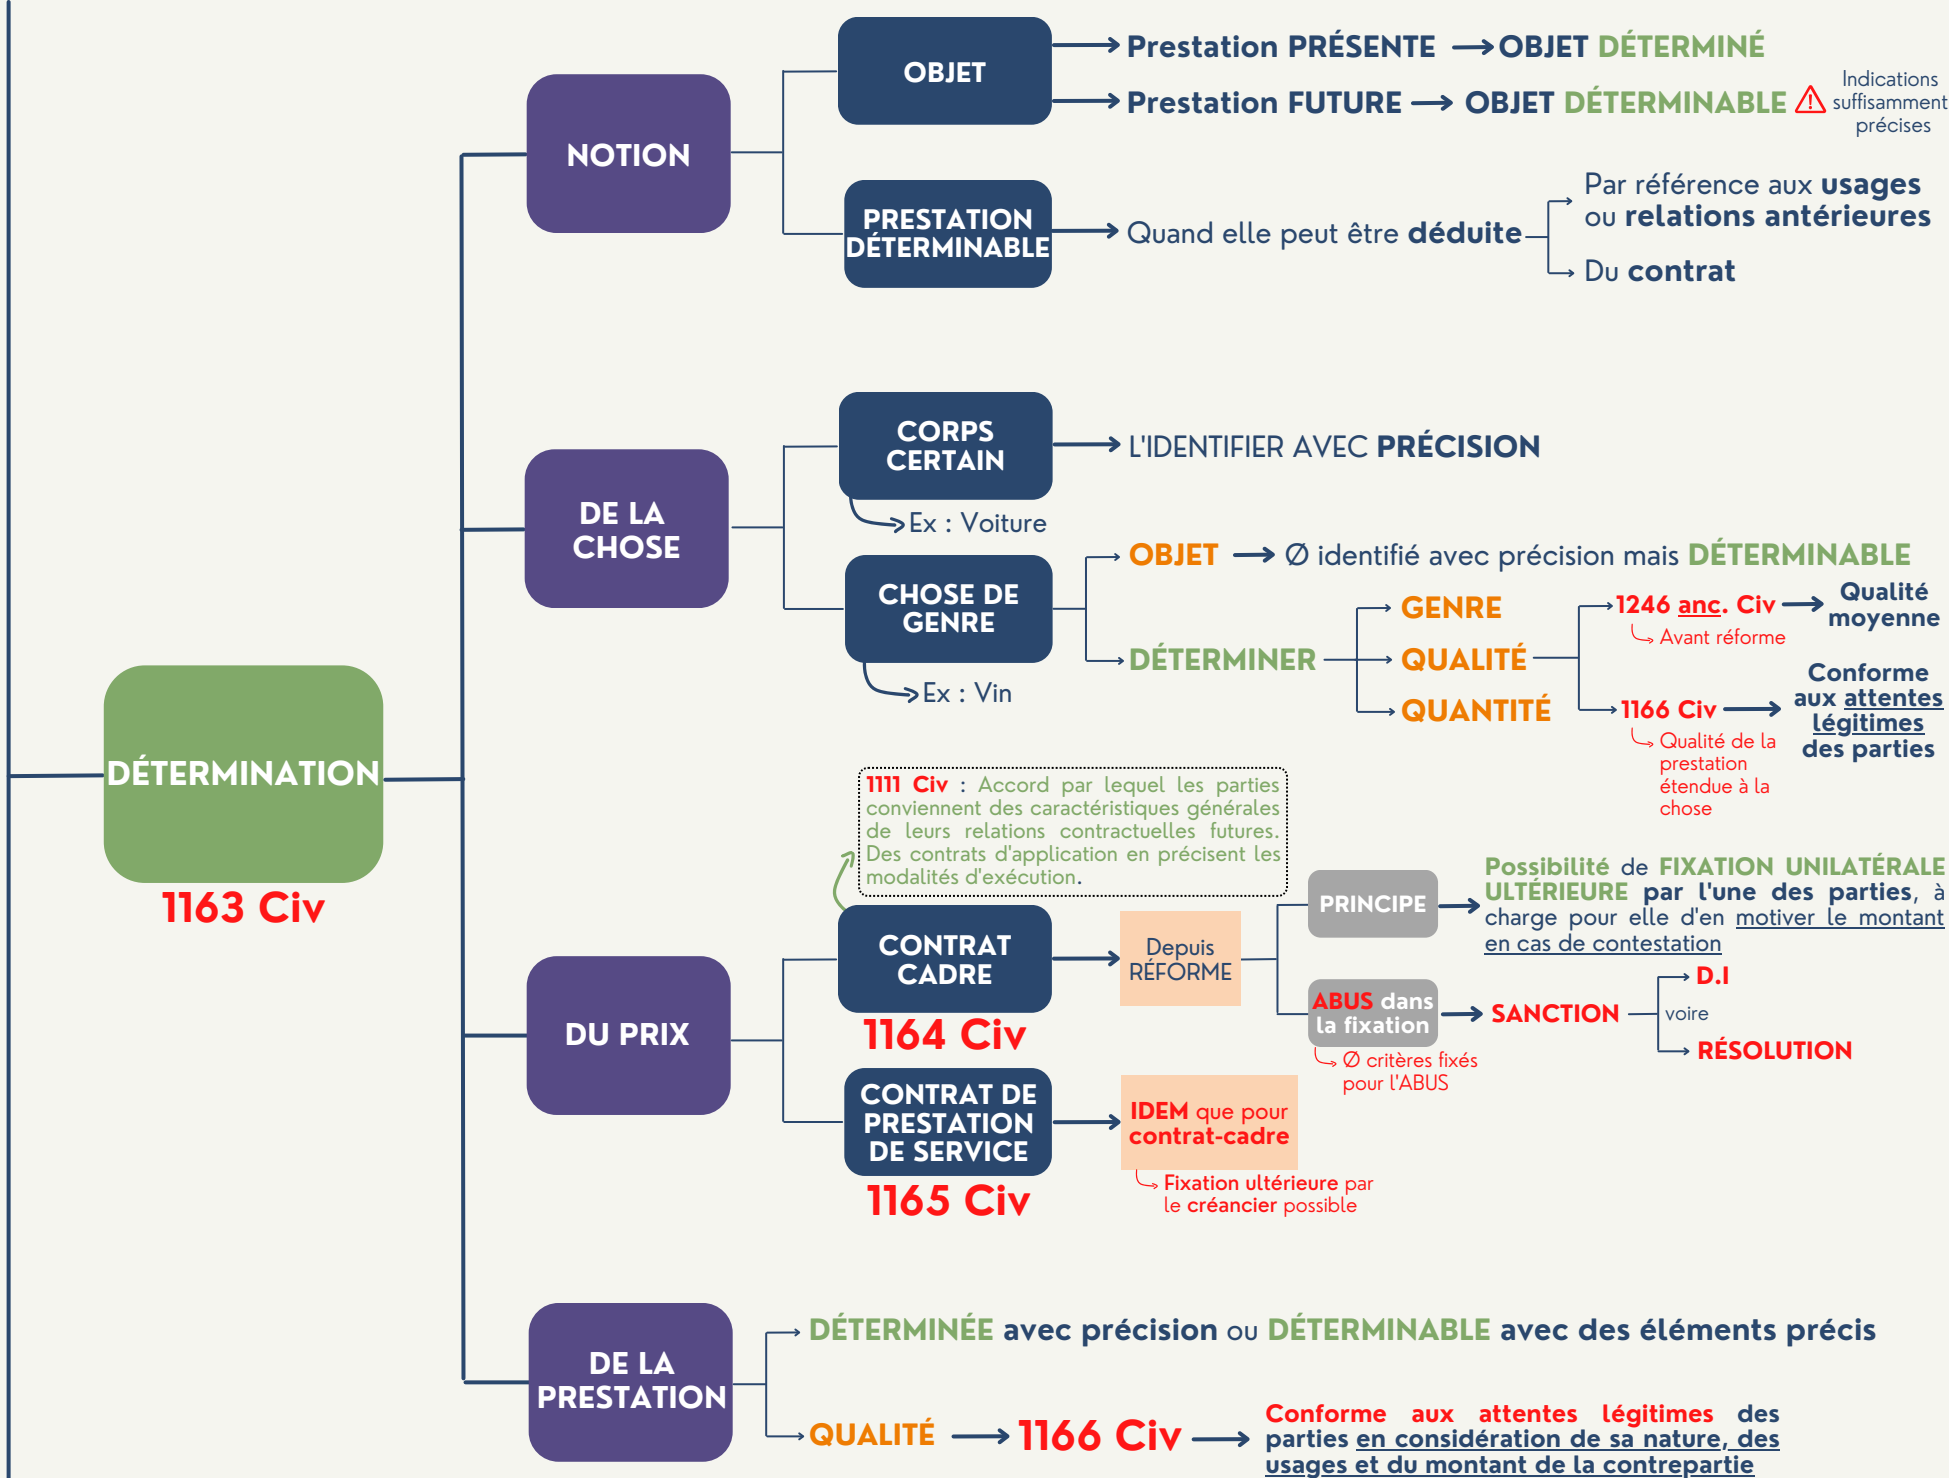 DÉTERMINATION
1163 Civ
NOTION
OBJET
Prestation PRÉSENTE
OBJET DÉTERMINÉ
Prestation FUTURE
OBJET DÉTERMINABLE
Indications
suffisamment
précises
PRESTATION
DÉTERMINABLE
Quand elle peut être déduite
Par référence aux usages
ou relations antérieures
Du contrat
DE LA
CHOSE
CORPS
CERTAIN
L'IDENTIFIER AVEC PRÉCISION
Ex : Voiture
CHOSE DE
GENRE
Ex : Vin
OBJET
Ø identifié avec précision mais DÉTERMINABLE
DÉTERMINER
GENRE
QUALITÉ
QUANTITÉ
1246 anc. Civ
Avant réforme
Qualité
moyenne
1166 Civ
Qualité de la
prestation
étendue à la
chose
Conforme
aux attentes
légitimes
des parties
DU PRIX
1111 Civ : Accord par lequel les parties
conviennent des caractéristiques générales
de leurs relations contractuelles futures.
Des contrats d'application en précisent les
modalités d'exécution.
CONTRAT
CADRE
1164 Civ
Depuis
RÉFORME
PRINCIPE
Possibilité de FIXATION UNILATÉRALE
ULTÉRIEURE par l'une des parties, à
charge pour elle d'en motiver le montant
en cas de contestation
ABUS dans
la fixation
Ø critères fixés
pour l'ABUS
SANCTION
D.I
voire
RÉSOLUTION
CONTRAT DE
PRESTATION
DE SERVICE
1165 Civ
IDEM que pour
contrat-cadre
Fixation ultérieure par
le créancier possible
DE LA
PRESTATION
DÉTERMINÉE avec précision ou DÉTERMINABLE avec des éléments précis
QUALITÉ
1166 Civ
Conforme aux attentes légitimes des
parties en considération de sa nature, des
usages et du montant de la contrepartie